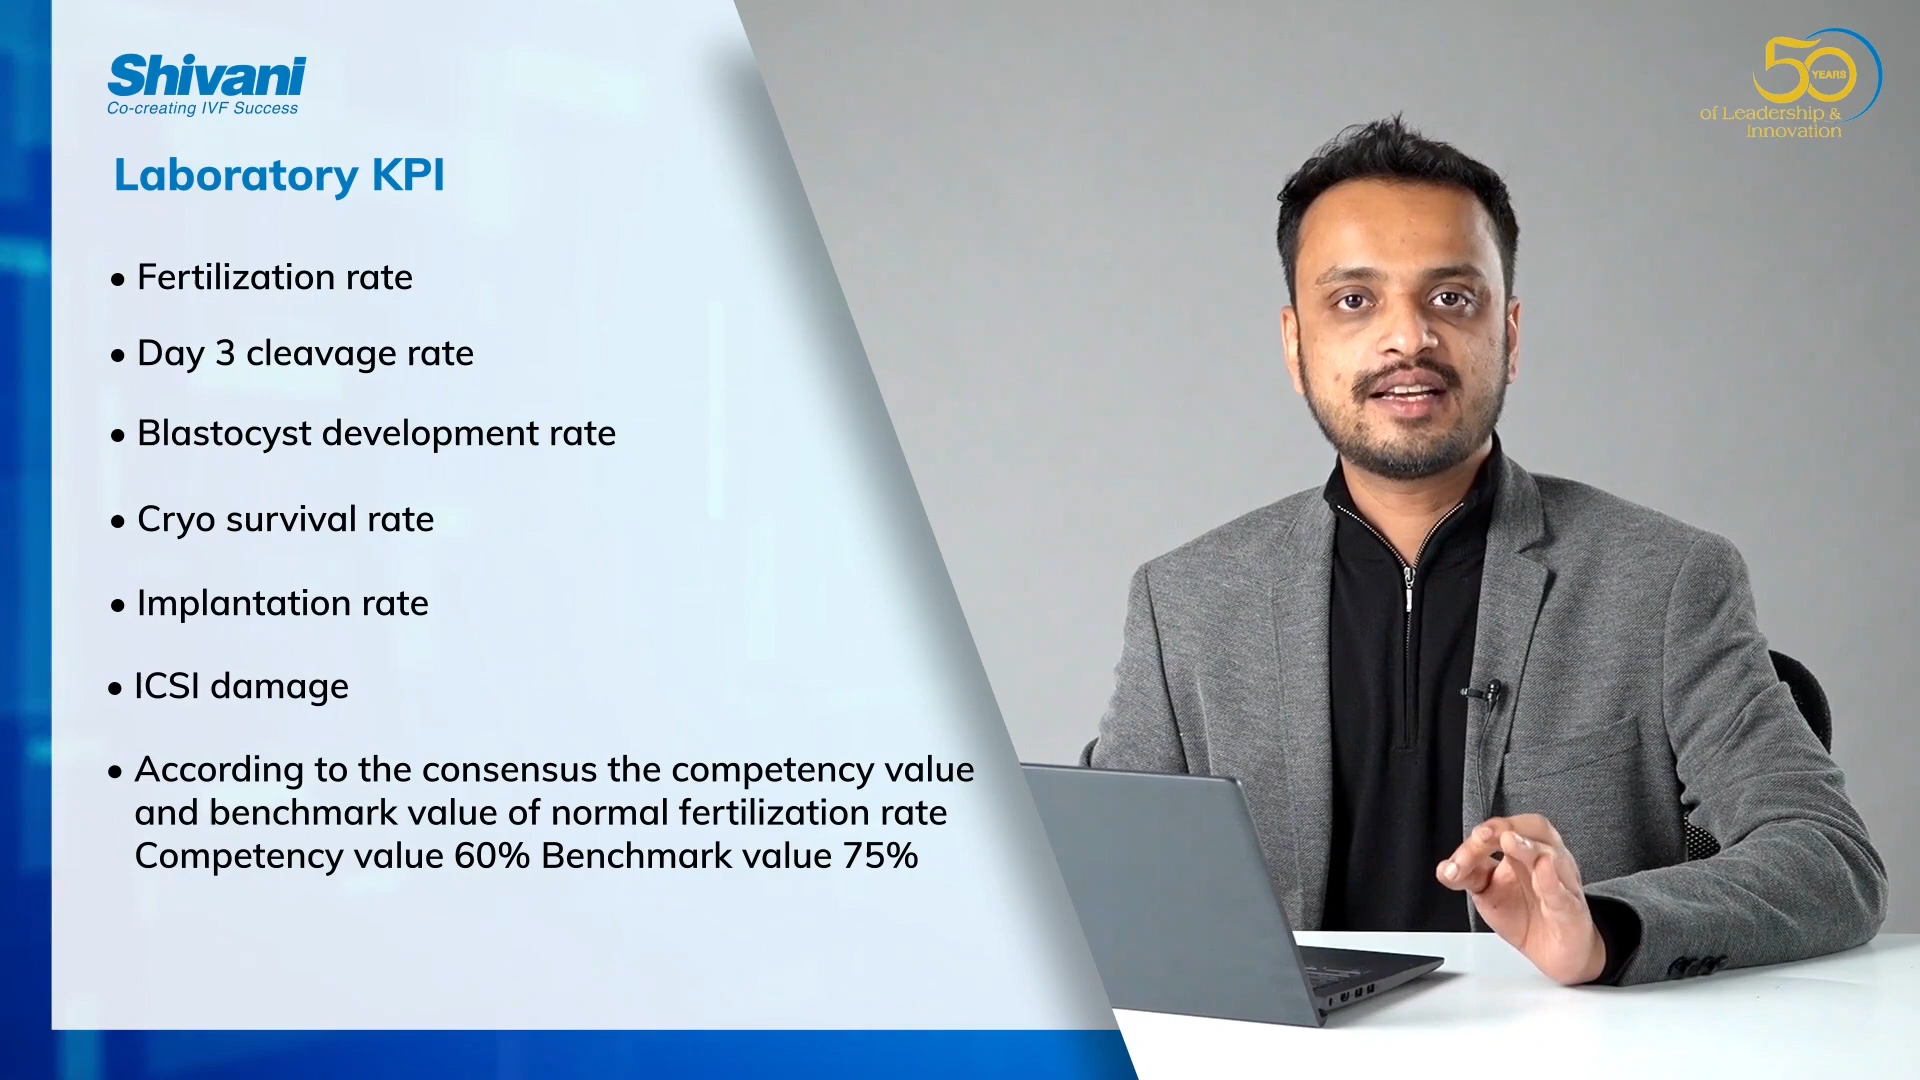 Shivani
Co-creating IVF Success
50 YEARS
of Leadership &
Innovation
Laboratory KPI
• Fertilization rate
• Day 3 cleavage rate
• Blastocyst development rate
• Cryo survival rate
• Implantation rate
• ICSI damage
• According to the consensus the competency value
and benchmark value of normal fertilization rate
Competency value 60% Benchmark value 75%